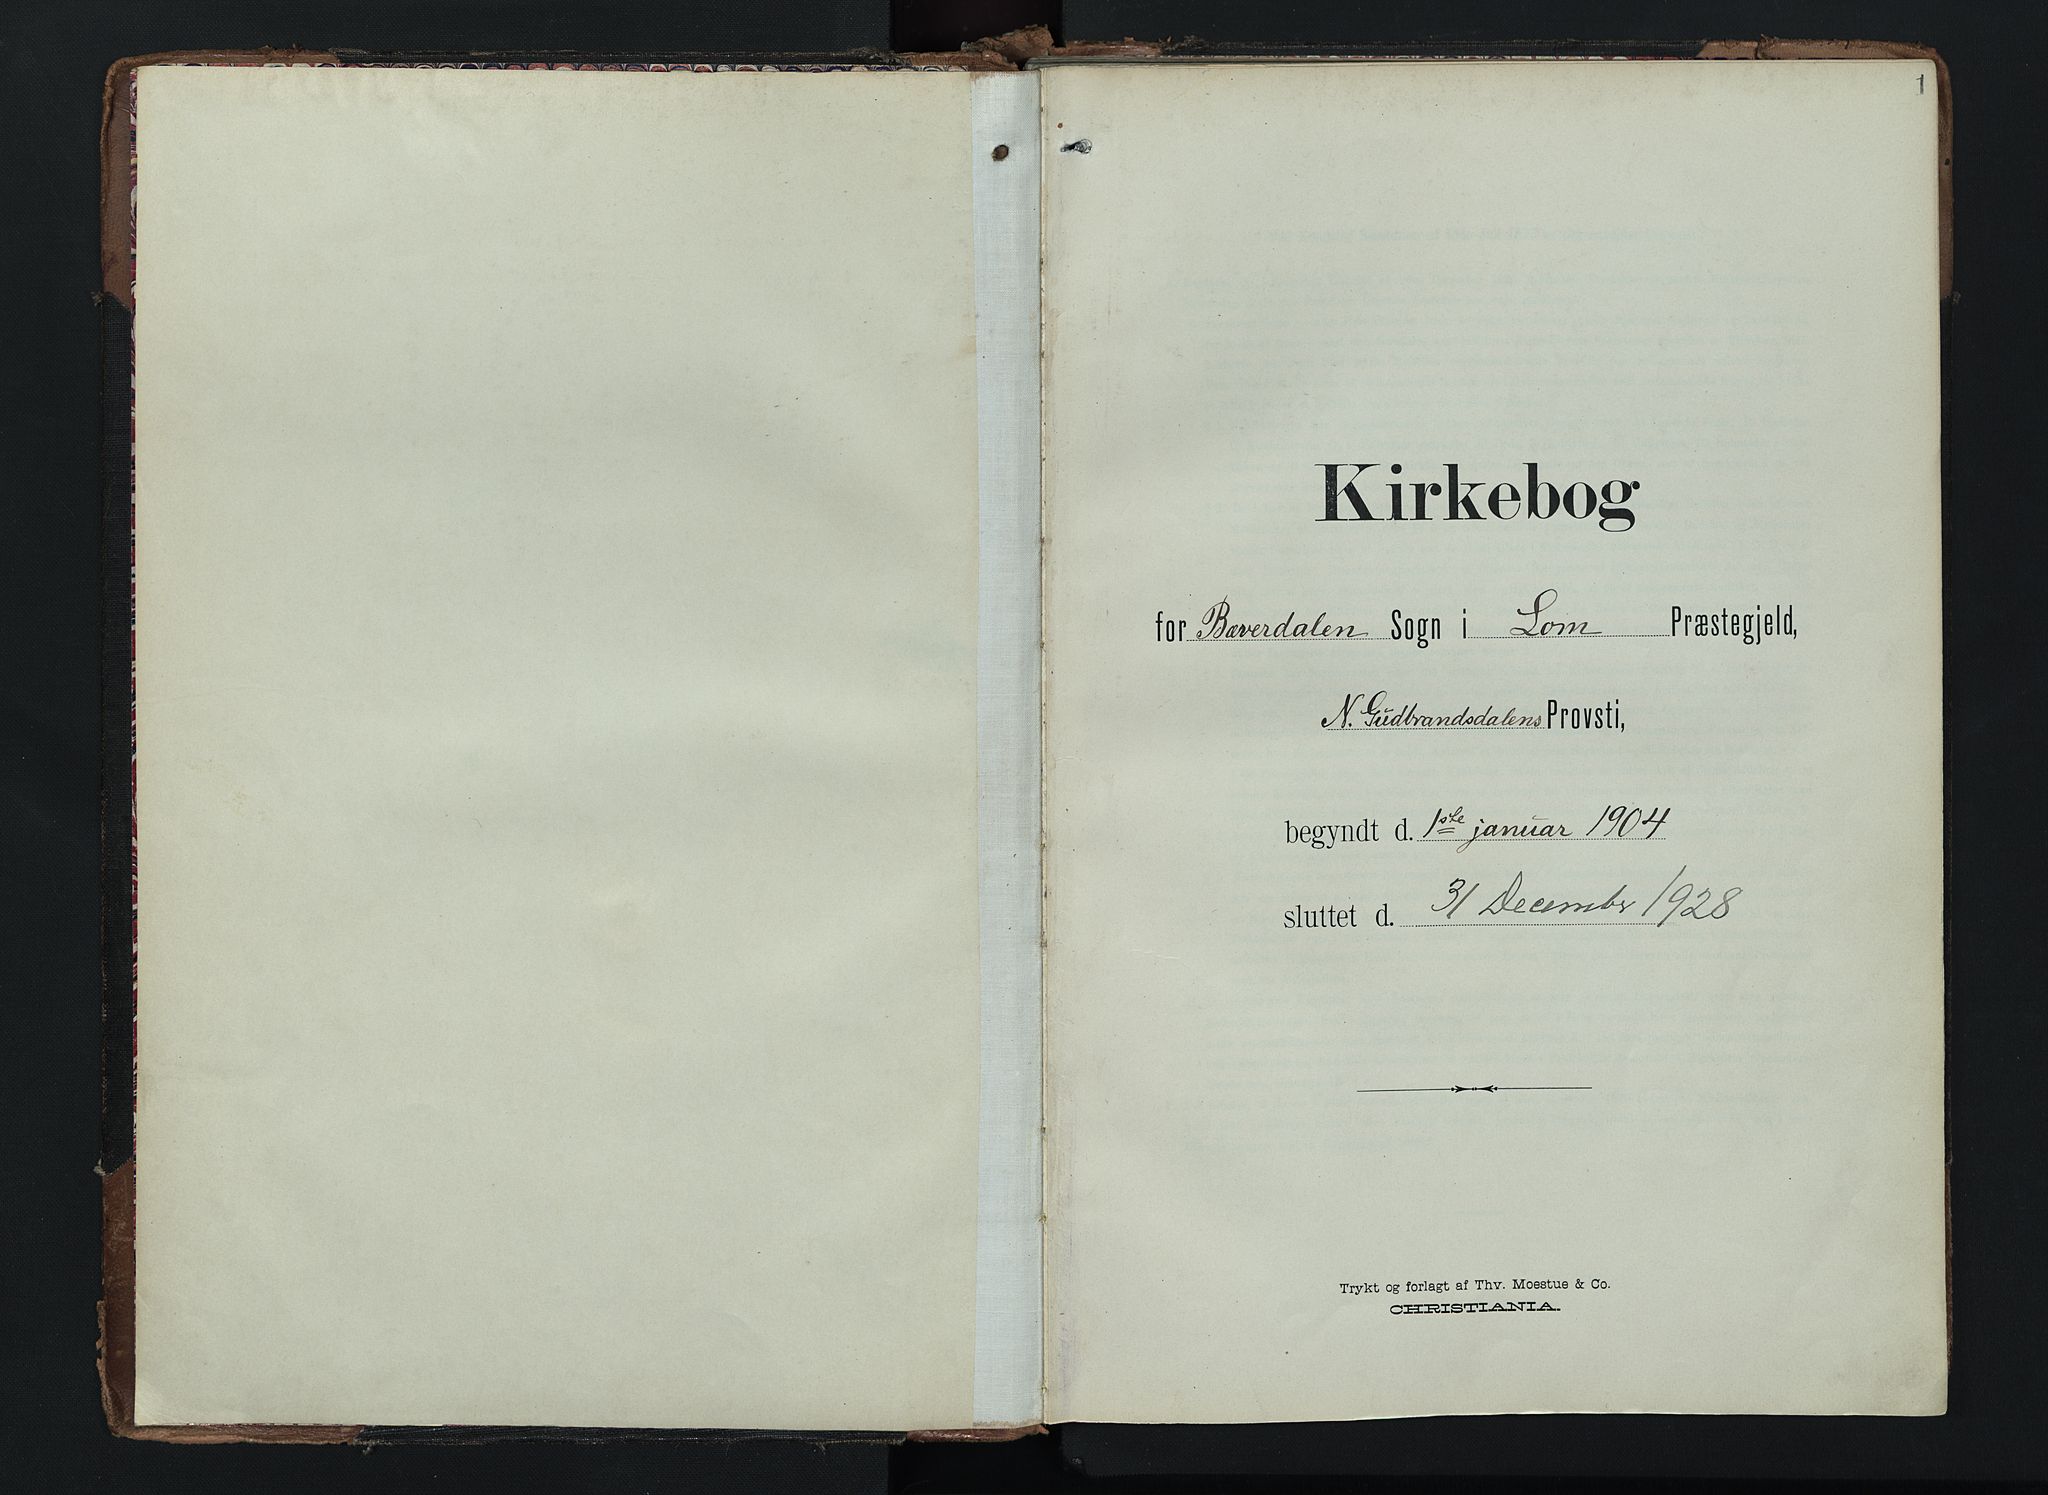 1
Kirkebog
for Bæverdalen Sogn i Lom Præstegjeld,
N. Gudbrandsdalens Provsti,
begyndt d. 1ste januar 1904
sluttet d. 31 December 1928
Trykt og forlagt af Thv. Moestue & Co.
CHRISTIANIA.